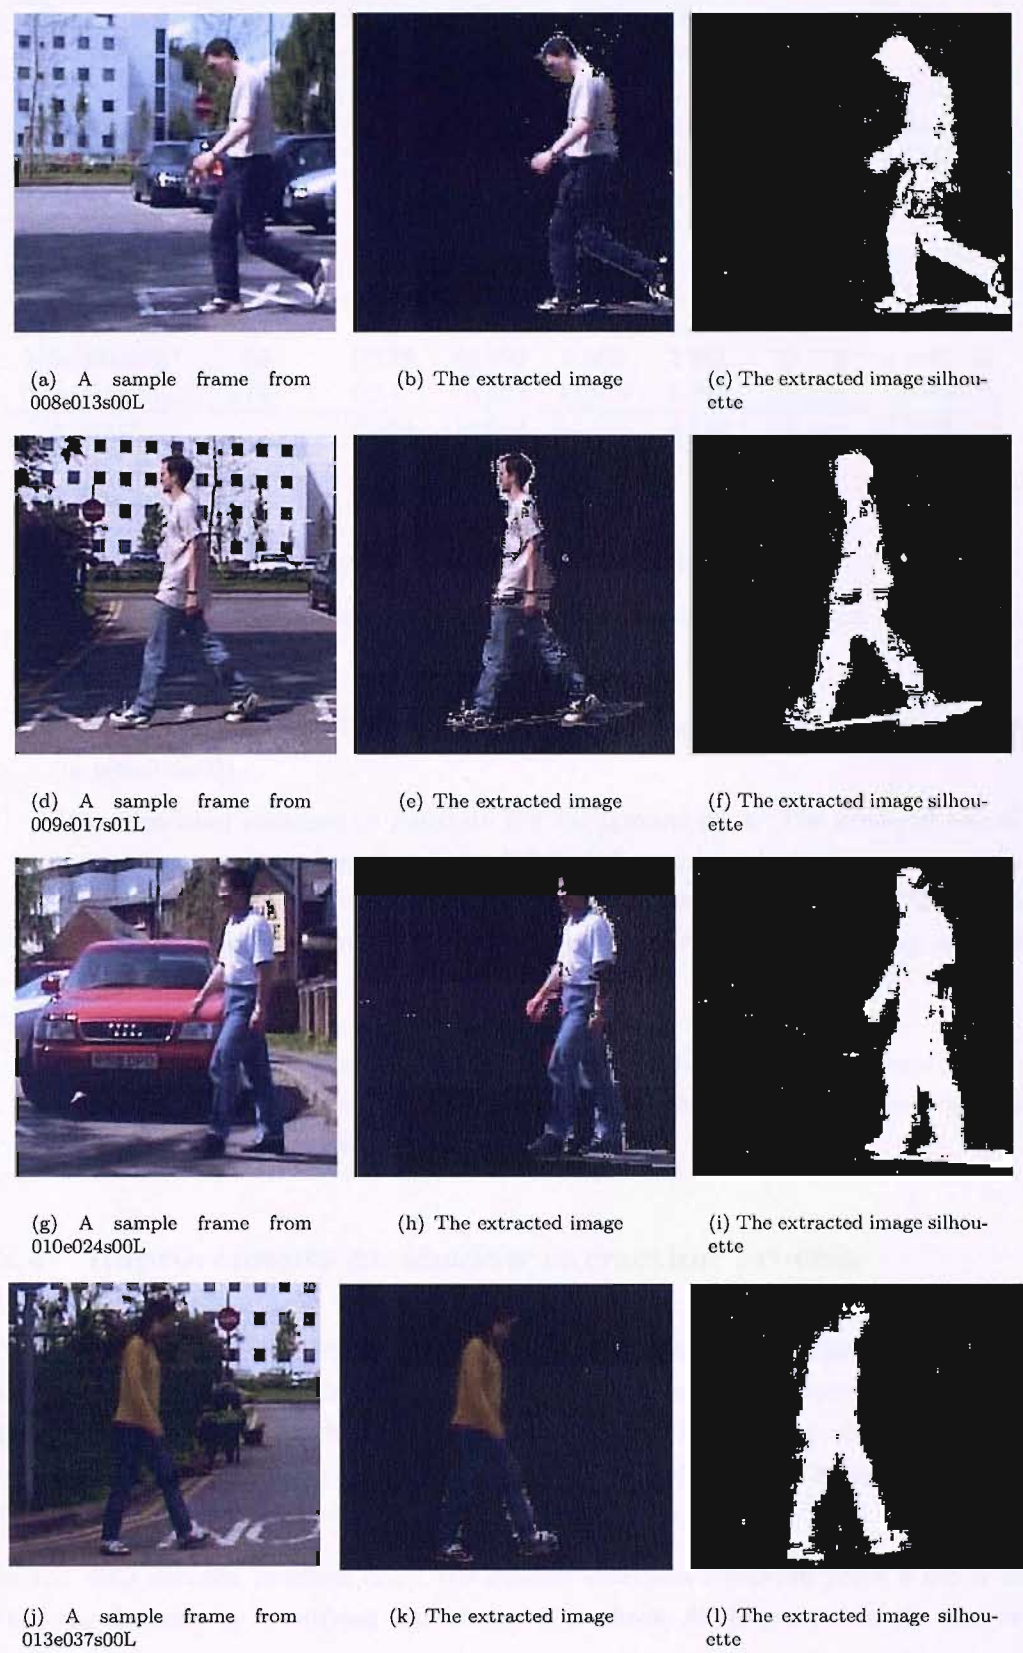 (a) A sample frame from
008e013s00L
(b) The extracted image
(c) The extracted image silhou-
ette
(d) A sample frame from
009e017s01L
(e) The extracted image
(f) The extracted image silhou-
ette
(g) A sample frame from
010e024s00L
(h) The extracted image
(i) The extracted image silhou-
ette
(j) A sample frame from
013e037s00L
(k) The extracted image
(l) The extracted image silhou-
ette